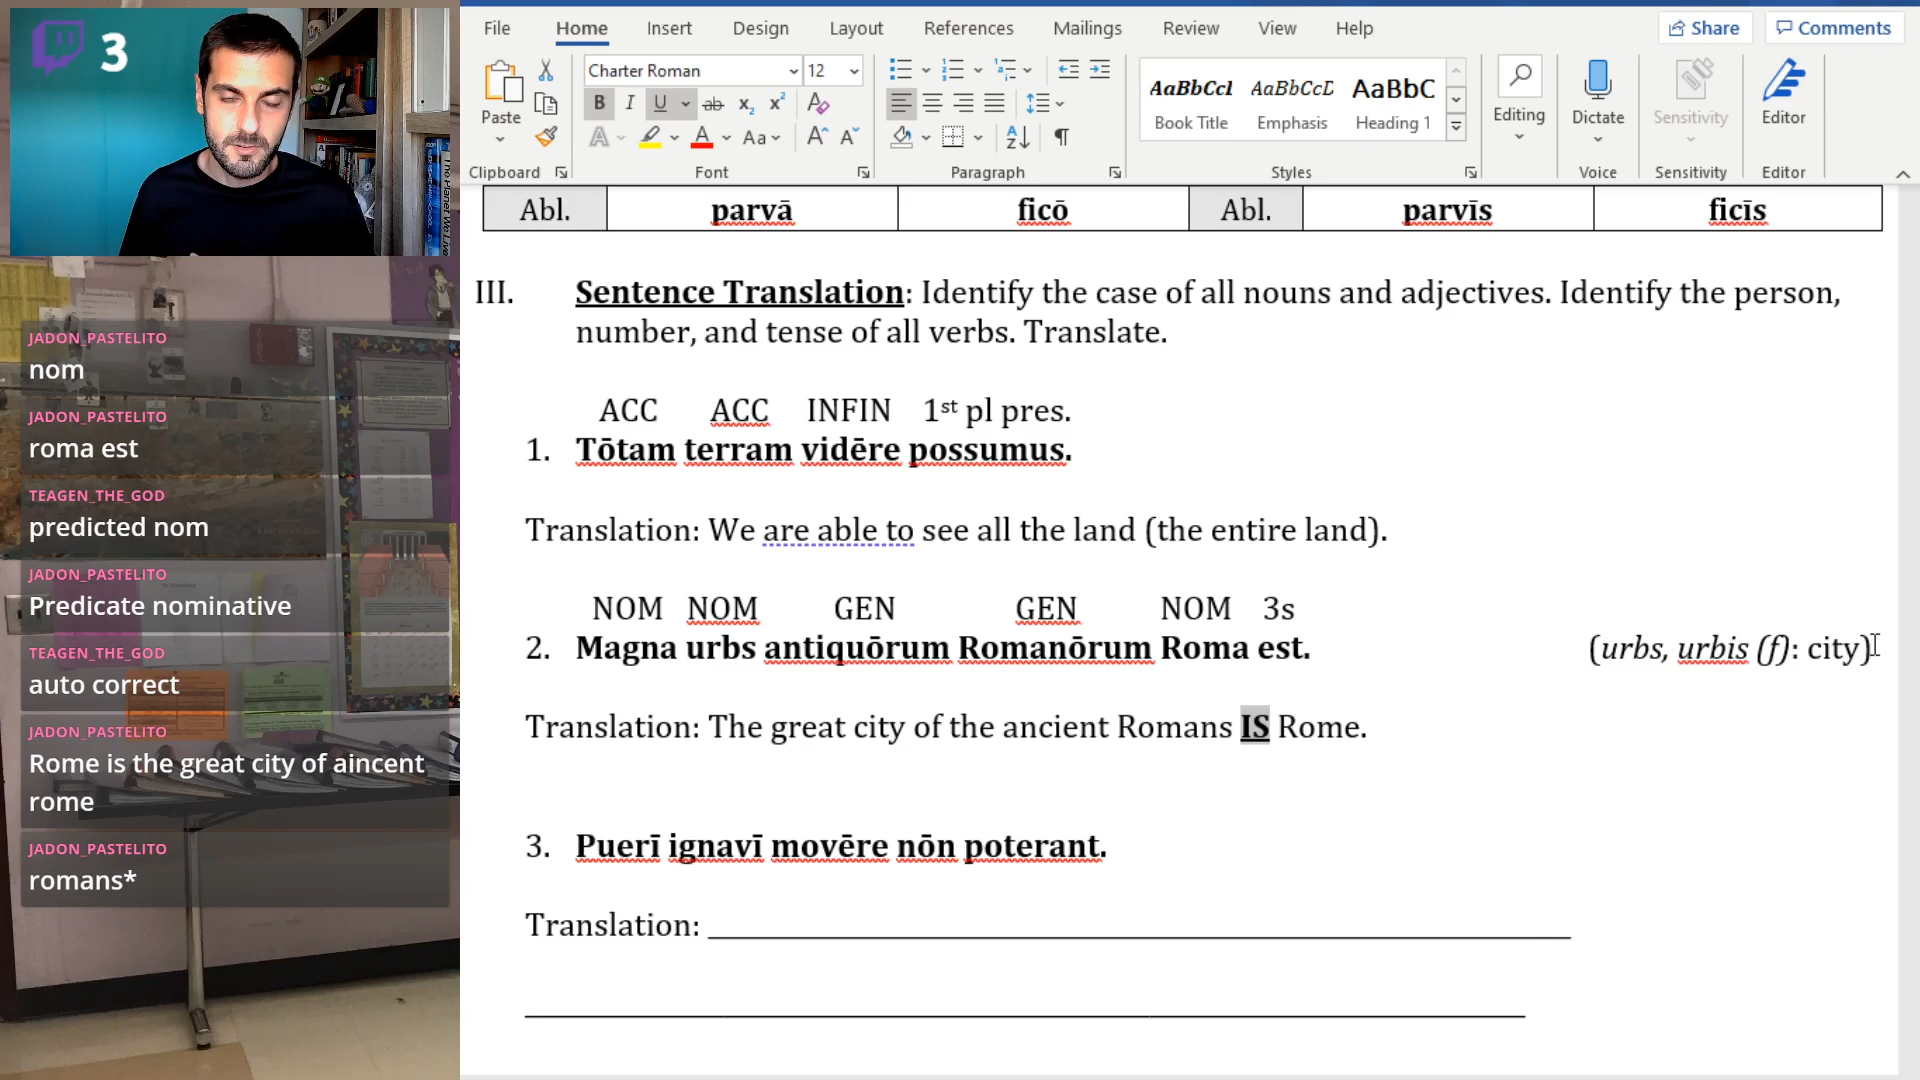 3
File Home Insert Design Layout References Mailings Review View Help
Share Comments
Charter Roman 12
Paste
B I U ab x₂ x²
A A Aa A A
AaBbCcI AaBbCcD AaBbC
Book Title Emphasis Heading 1
Editing Dictate Sensitivity Editor
Clipboard Font Paragraph Styles Voice Sensitivity Editor
Abl. parvā ficō Abl. parvīs ficīs
III. Sentence Translation: Identify the case of all nouns and adjectives. Identify the person,
number, and tense of all verbs. Translate.
ACC ACC INFIN 1st pl pres.
1. Tōtam terram vidēre possumus.
Translation: We are able to see all the land (the entire land).
NOM NOM GEN GEN NOM 3s
2. Magna urbs antiquōrum Romanōrum Roma est. (urbs, urbis (f): city)
Translation: The great city of the ancient Romans IS Rome.
3. Puerī ignavī movēre nōn poterant.
Translation:
JADON_PASTELITO
nom
JADON_PASTELITO
roma est
TEAGEN_THE_GOD
predicted nom
JADON_PASTELITO
Predicate nominative
TEAGEN_THE_GOD
auto correct
JADON_PASTELITO
Rome is the great city of aincent
rome
JADON_PASTELITO
romans*